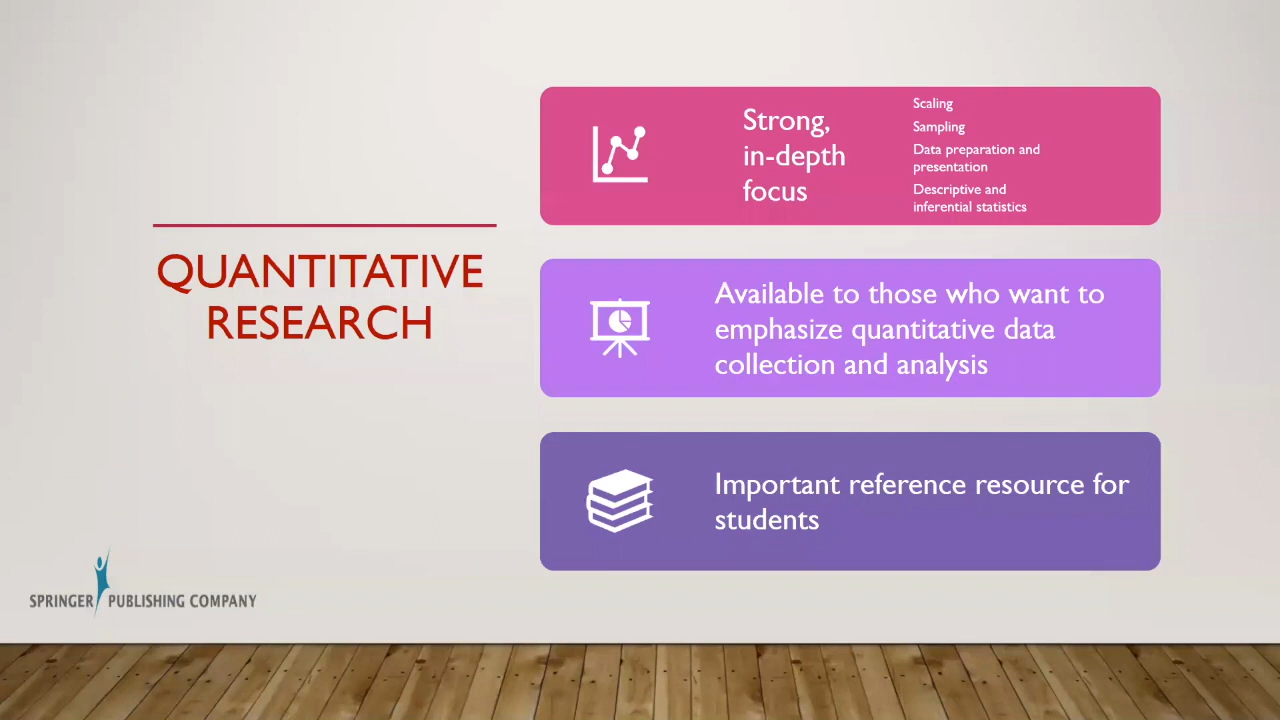 QUANTITATIVE
RESEARCH
Strong,
in-depth
focus
Scaling
Sampling
Data preparation and
presentation
Descriptive and
inferential statistics
Available to those who want to
emphasize quantitative data
collection and analysis
Important reference resource for
students
SPRINGER PUBLISHING COMPANY